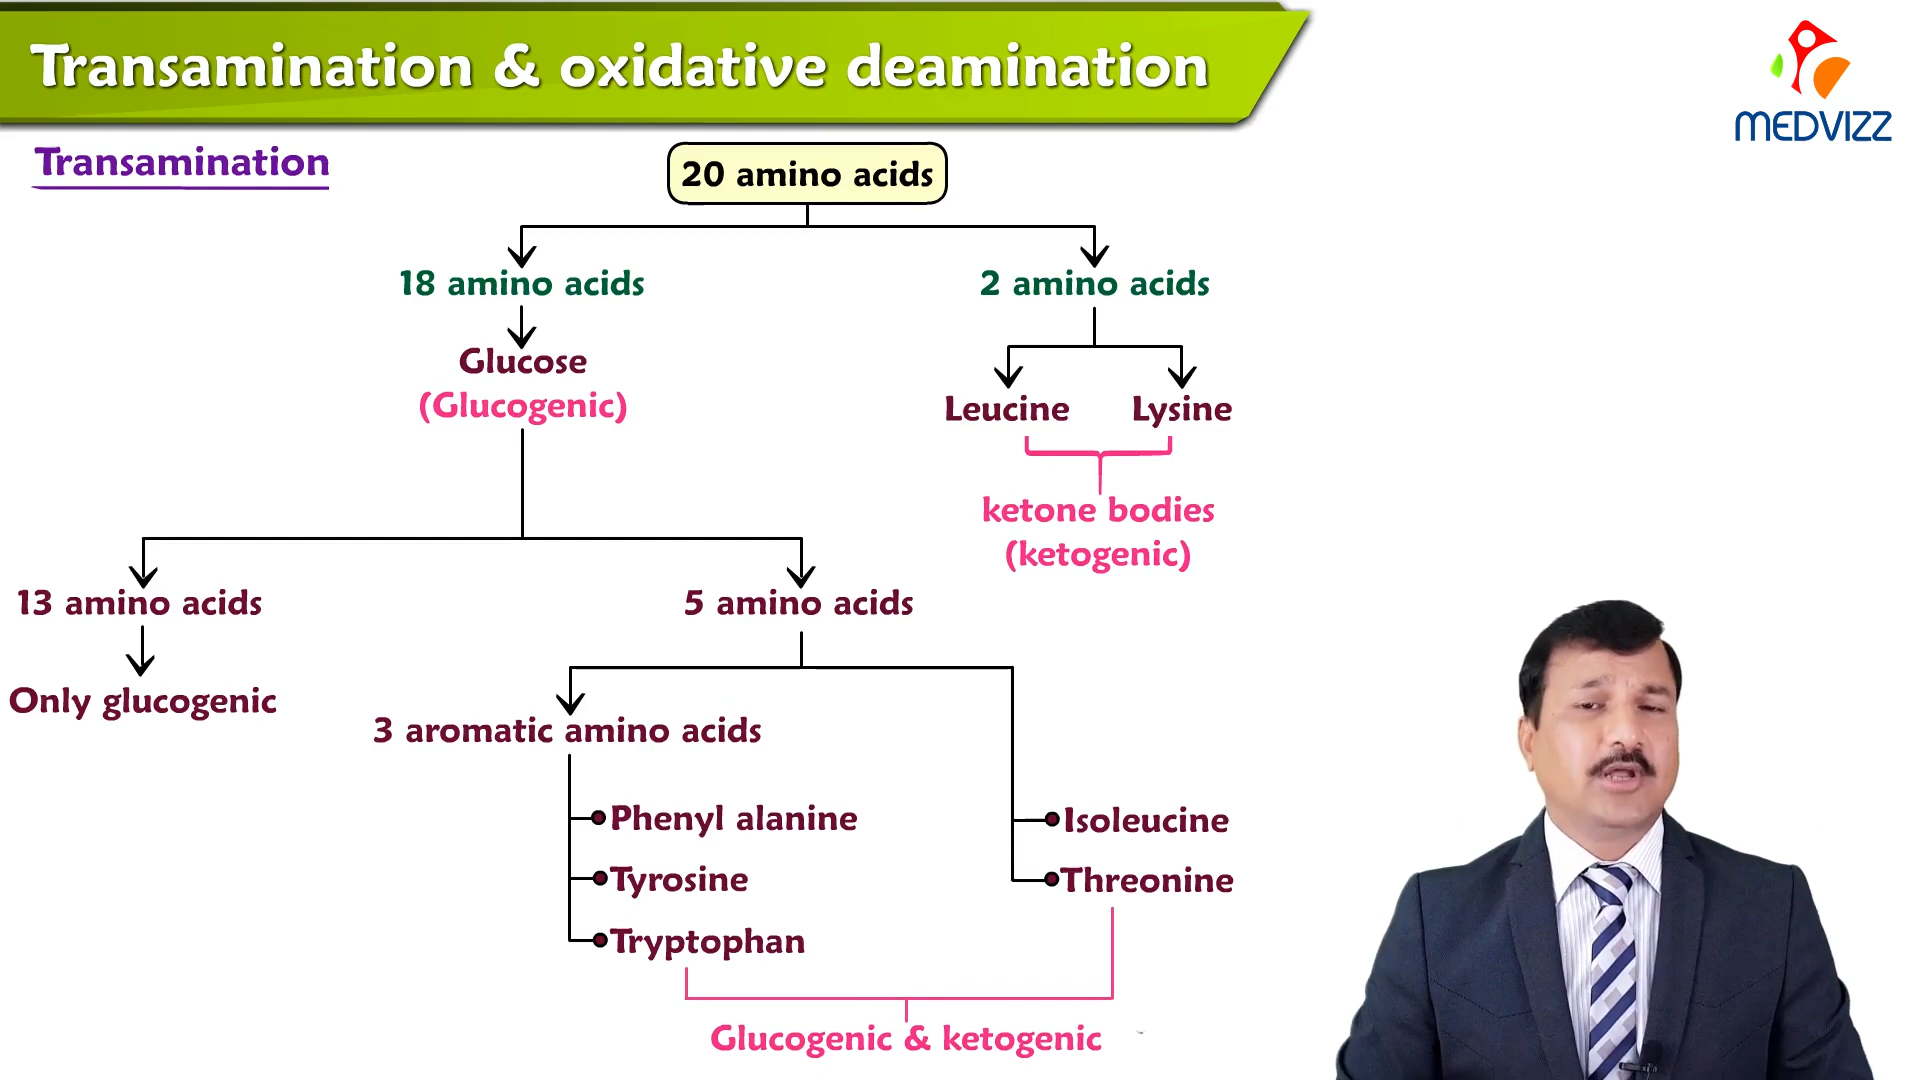 Transamination & oxidative deamination
MEDVIZZ
Transamination
20 amino acids
18 amino acids
2 amino acids
Glucose
(Glucogenic)
Leucine
Lysine
ketone bodies
(ketogenic)
13 amino acids
5 amino acids
Only glucogenic
3 aromatic amino acids
Phenyl alanine
Tyrosine
Tryptophan
Isoleucine
Threonine
Glucogenic & ketogenic